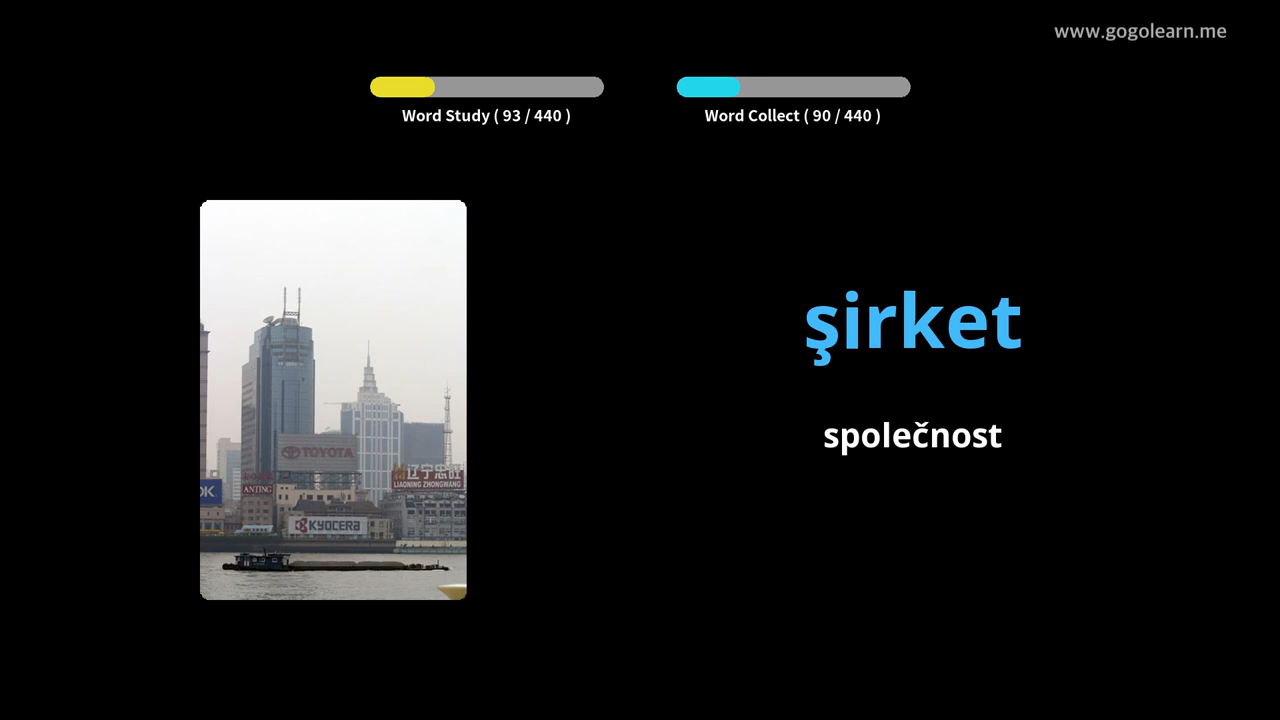 www.gogolearn.me
Word Study ( 93 / 440 )
Word Collect ( 90 / 440 )
şirket
společnost
TOYOTA
辽宁忠旺
LIAONING ZHONGWANG
ANTING
KYOCERA